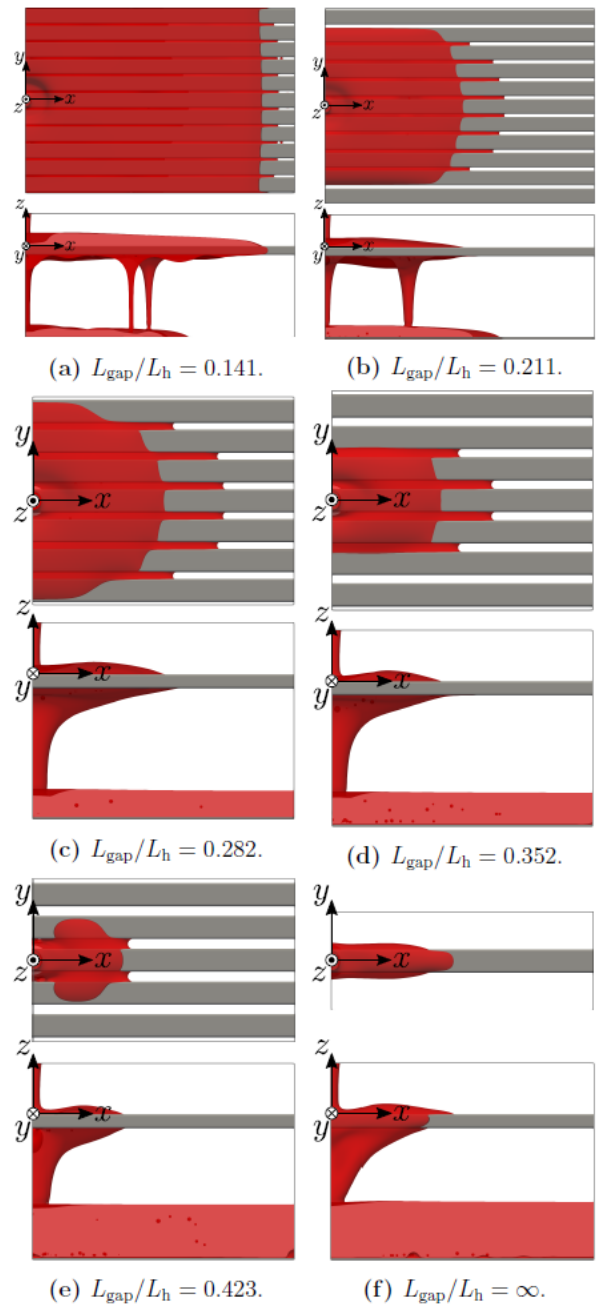 y
x
z
y
x
z
z
x
y
z
x
y
(a) L_gap/L_h = 0.141.
(b) L_gap/L_h = 0.211.
y
x
z
y
x
z
z
x
y
z
x
y
(c) L_gap/L_h = 0.282.
(d) L_gap/L_h = 0.352.
y
x
z
y
x
z
z
x
y
z
x
y
(e) L_gap/L_h = 0.423.
(f) L_gap/L_h = ∞.